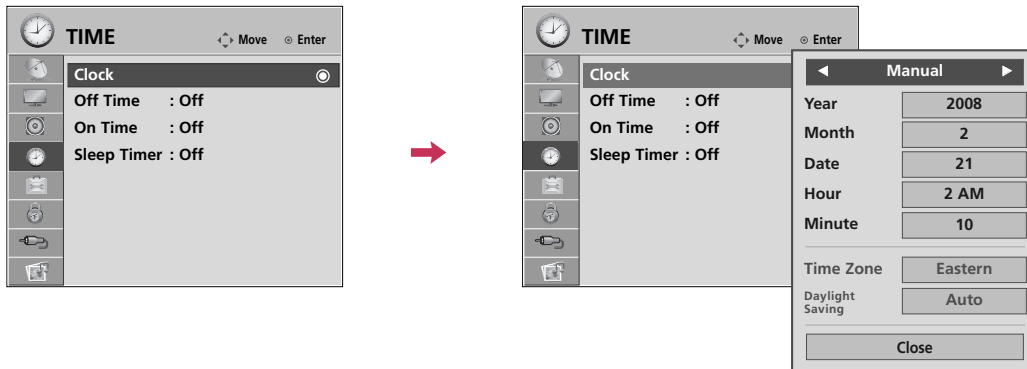 TIME
Move Enter
Clock
Off Time : Off
On Time : Off
Sleep Timer : Off
TIME
Move Enter
Clock
Off Time : Off
On Time : Off
Sleep Timer : Off
◀ Manual ▶
Year 2008
Month 2
Date 21
Hour 2 AM
Minute 10
Time Zone Eastern
Daylight
Saving Auto
Close